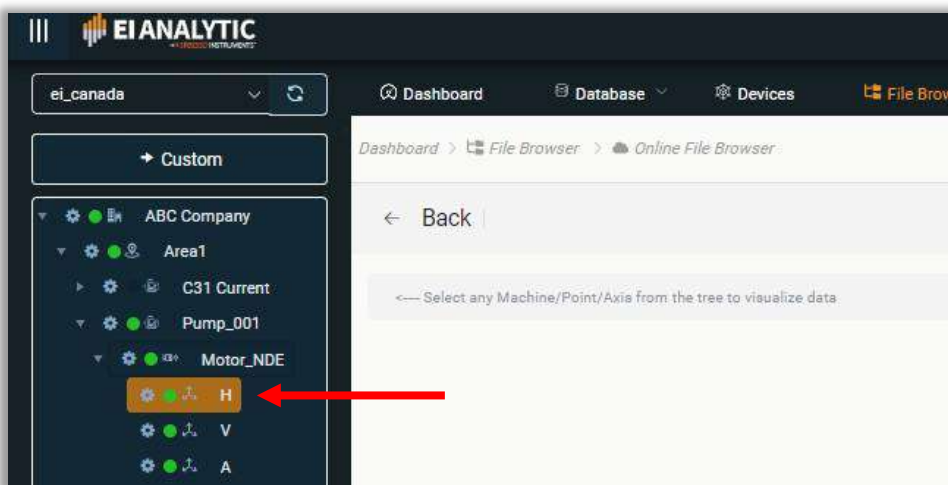 EI ANALYTIC
INSTRUMENTS
ei_canada
Dashboard
Database
Devices
File Brow
Custom
Dashboard > File Browser > Online File Browser
ABC Company
← Back
Area1
C31 Current
<---- Select any Machine/Point/Axis from the tree to visualize data
Pump_001
Motor_NDE
H
V
A